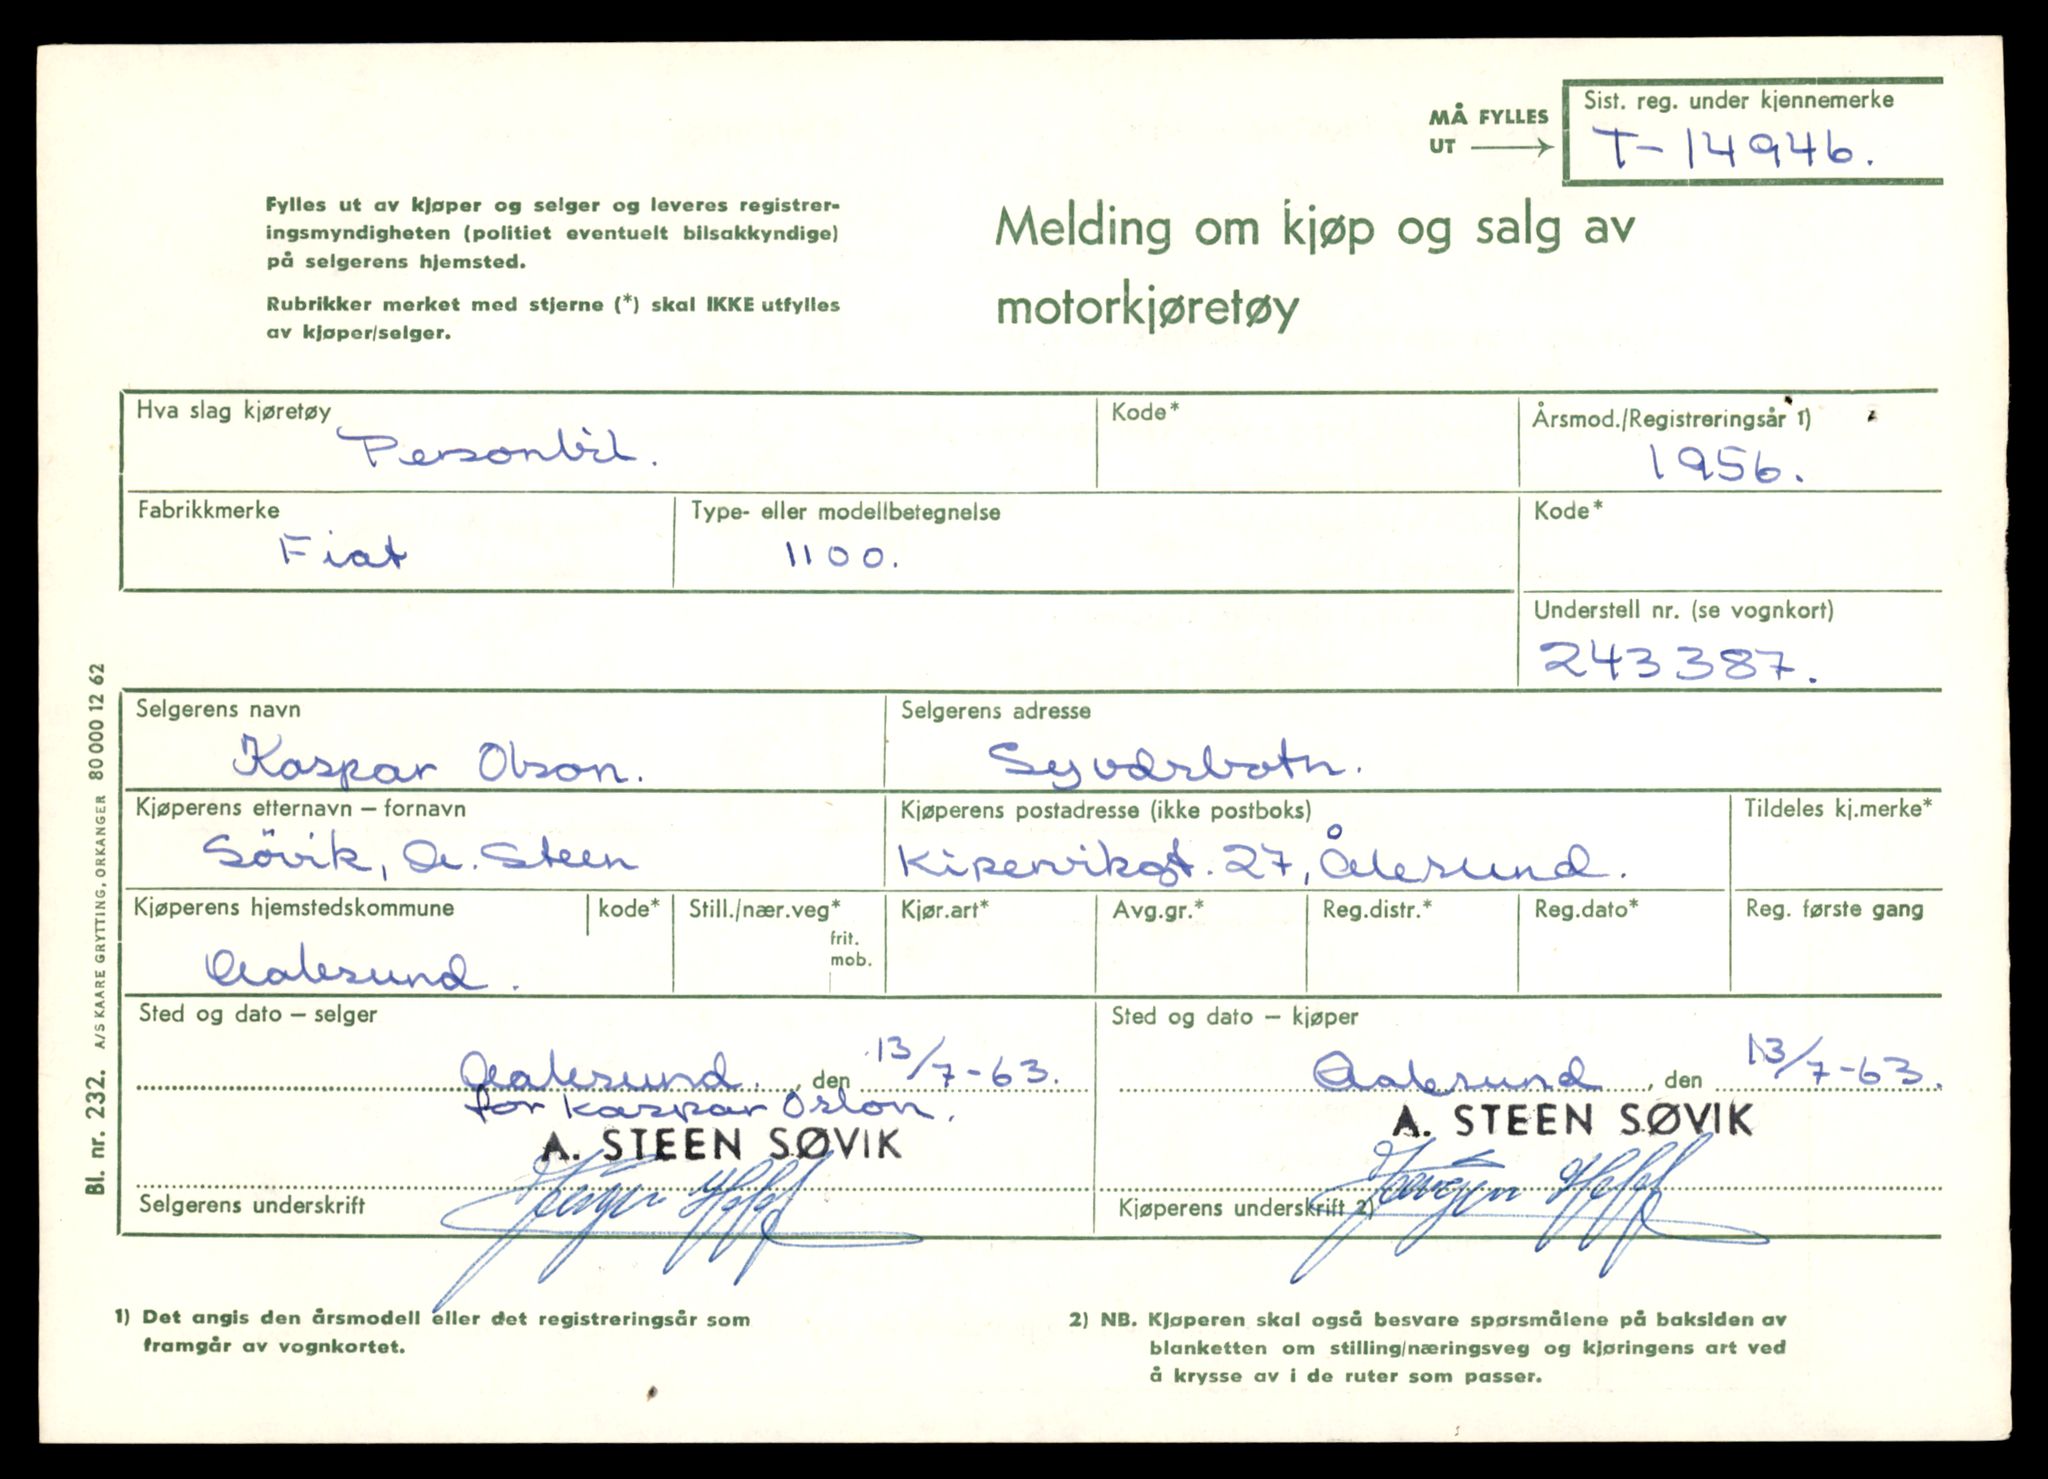 MÅ FYLLES
UT
Sist. reg. under kjennemerke
T-14946.
Fylles ut av kjøper og selger og leveres registrer-
ingsmyndigheten (politiet eventuelt bilsakkyndige)
på selgerens hjemsted.
Rubrikker merket med stjerne (*) skal IKKE utfylles
av kjøper/selger.
Melding om kjøp og salg av
motorkjøretøy
Hva slag kjøretøy
Personbil.
Kode*
Årsmod./Registreringsår 1)
1956.
Fabrikkmerke
Fiat
Type- eller modellbetegnelse
1100.
Kode*
Understell nr. (se vognkort)
243387.
Selgerens navn
Kaspar Olson.
Selgerens adresse
Syvdsbotn.
Kjøperens etternavn – fornavn
Søvik, A. Steen
Kjøperens postadresse (ikke postboks)
Kipervikgt. 27, Ålesund.
Tildeles kj.merke*
Kjøperens hjemstedskommune
Aalesund.
kode*
Still./nær.veg*
frit.
mob.
Kjør.art*
Avg.gr.*
Reg.distr.*
Reg.dato*
Reg. første gang
Sted og dato – selger
Aalesund., den 13/7-63.
for Kaspar Oslon.
A. STEEN SØVIK
Selgerens underskrift
Sted og dato – kjøper
Aalesund, den 13/7-63.
A. STEEN SØVIK
Kjøperens underskrift 2)
1) Det angis den årsmodell eller det registreringsår som
framgår av vognkortet.
2) NB. Kjøperen skal også besvare spørsmålene på baksiden av
blanketten om stilling/næringsveg og kjøringens art ved
å krysse av i de ruter som passer.
Bl. nr. 232. A/S KAARE GRYTTING, ORKANGER 80 000 12 62